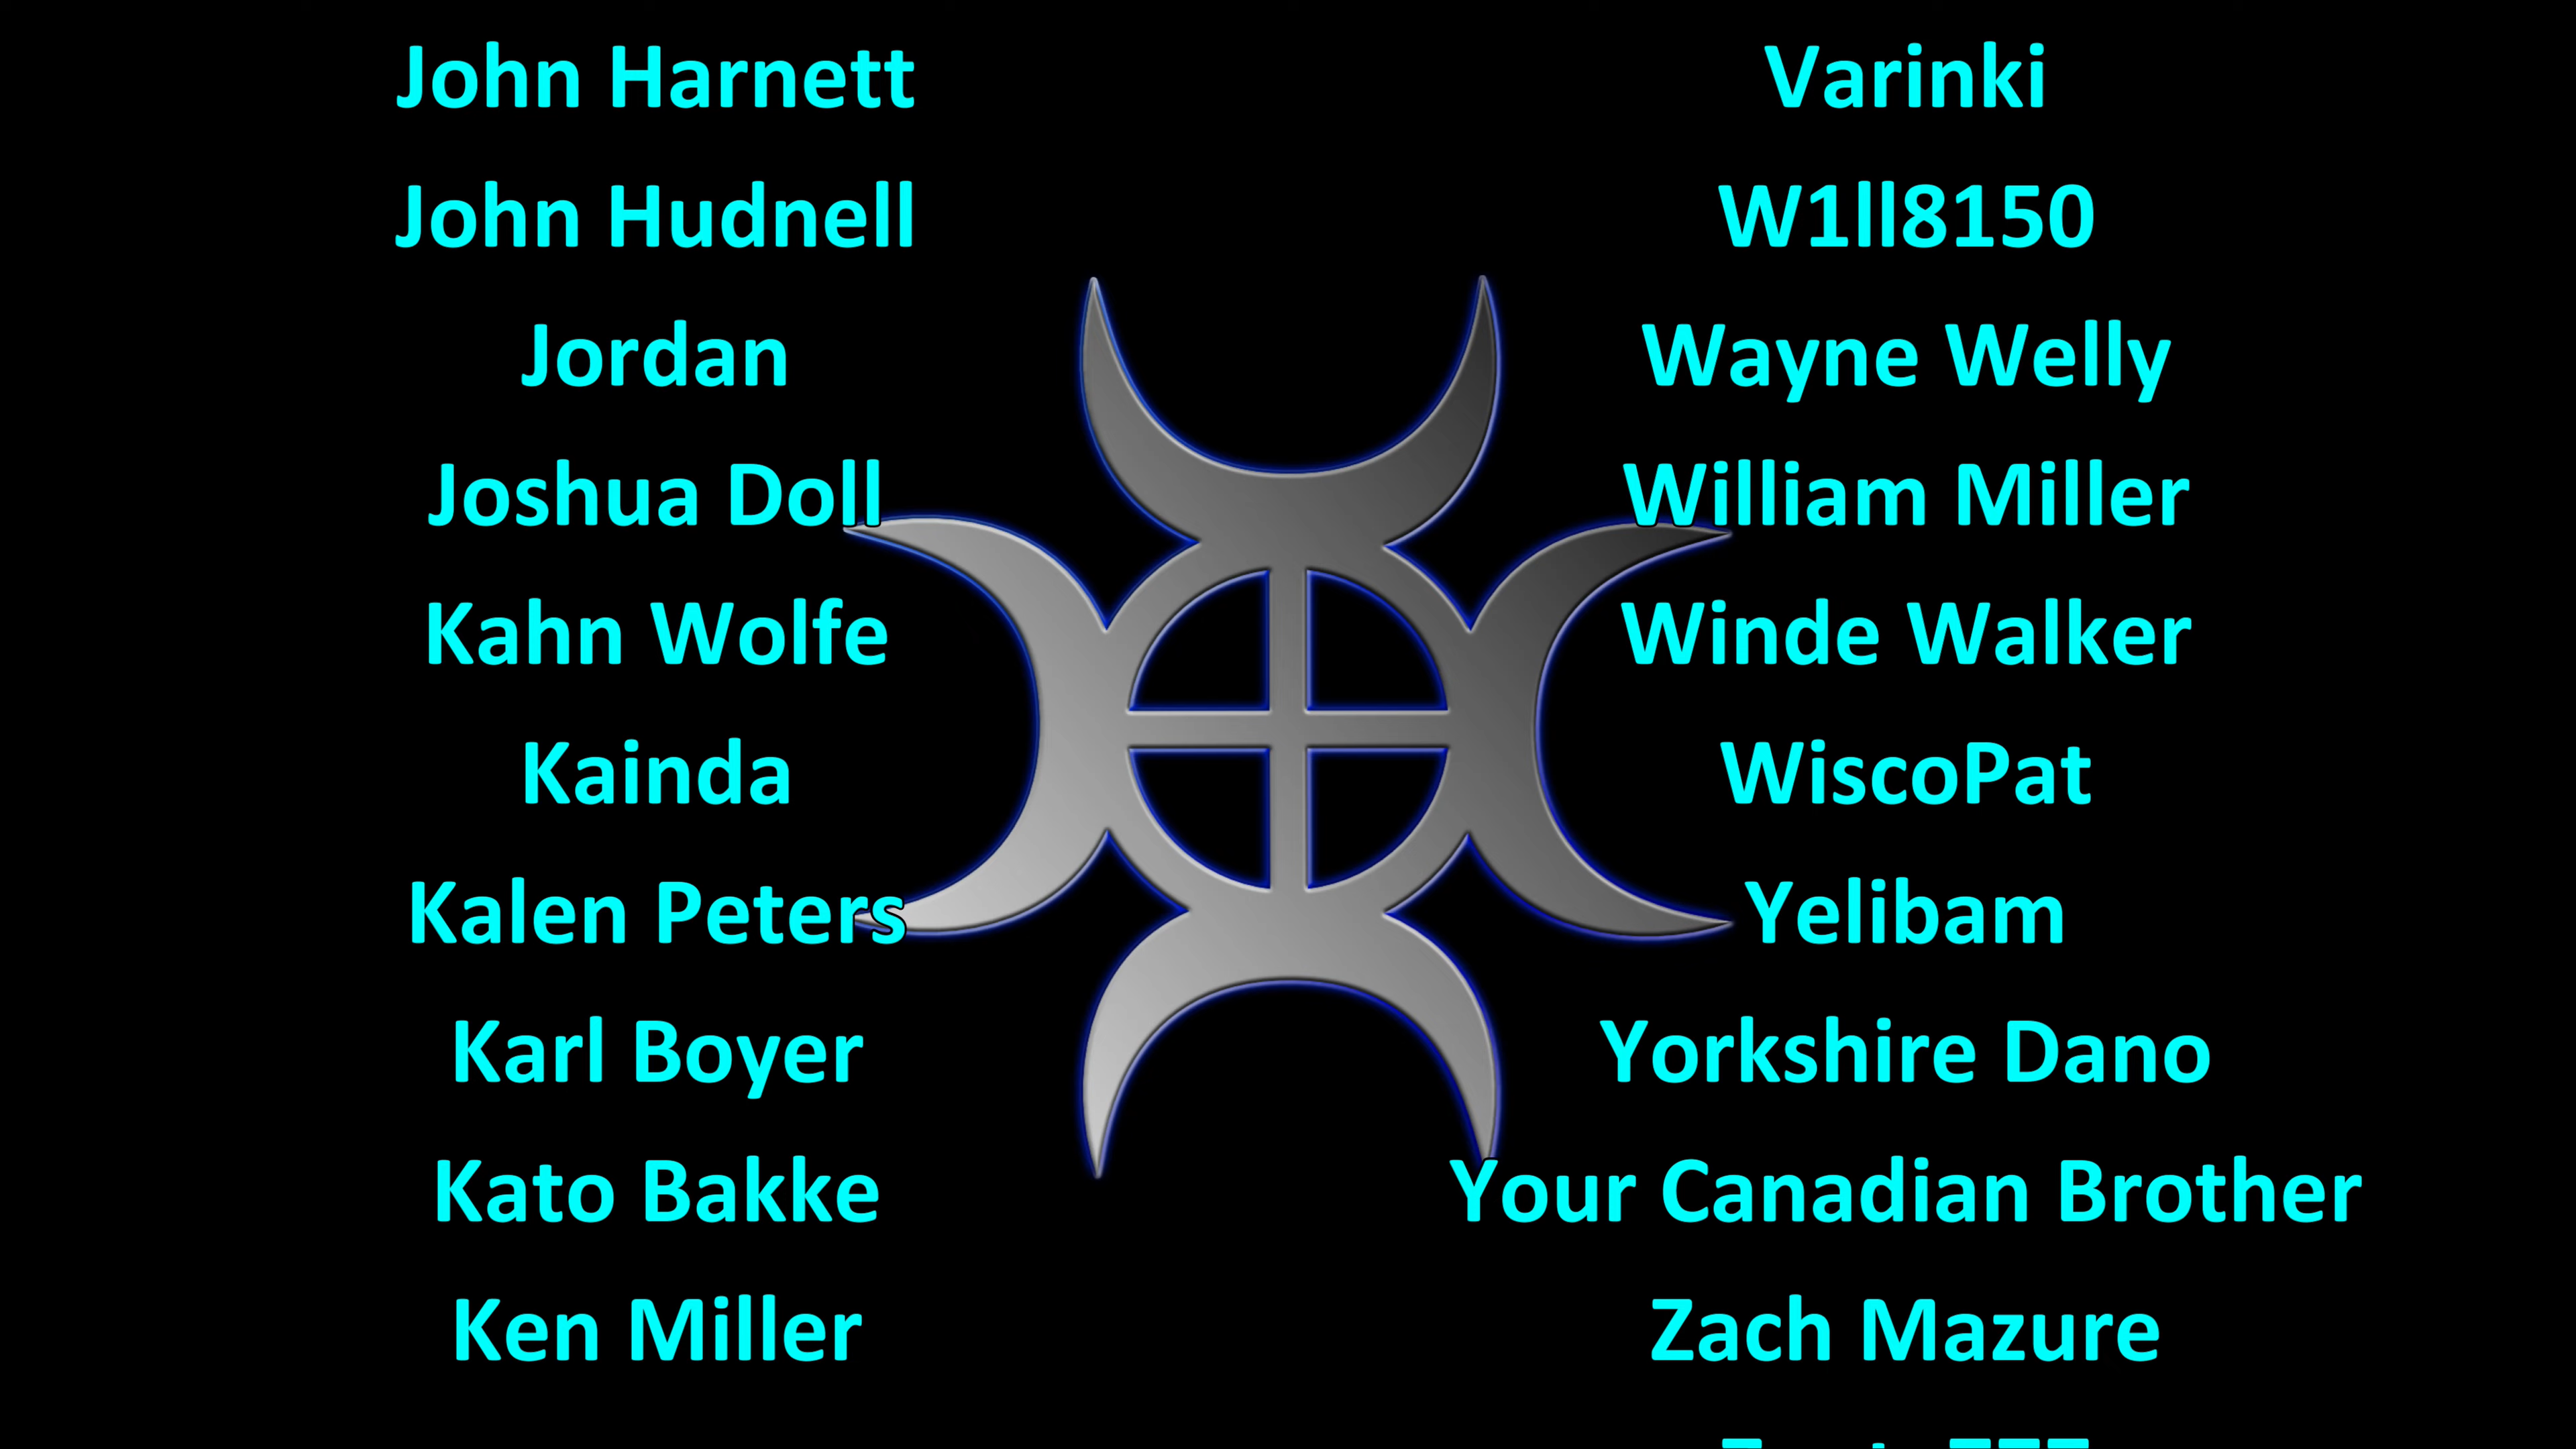 John Harnett
John Hudnell
Jordan
Joshua Doll
Kahn Wolfe
Kainda
Kalen Peters
Karl Boyer
Kato Bakke
Ken Miller
Varinki
W1ll8150
Wayne Welly
William Miller
Winde Walker
WiscoPat
Yelibam
Yorkshire Dano
Your Canadian Brother
Zach Mazure